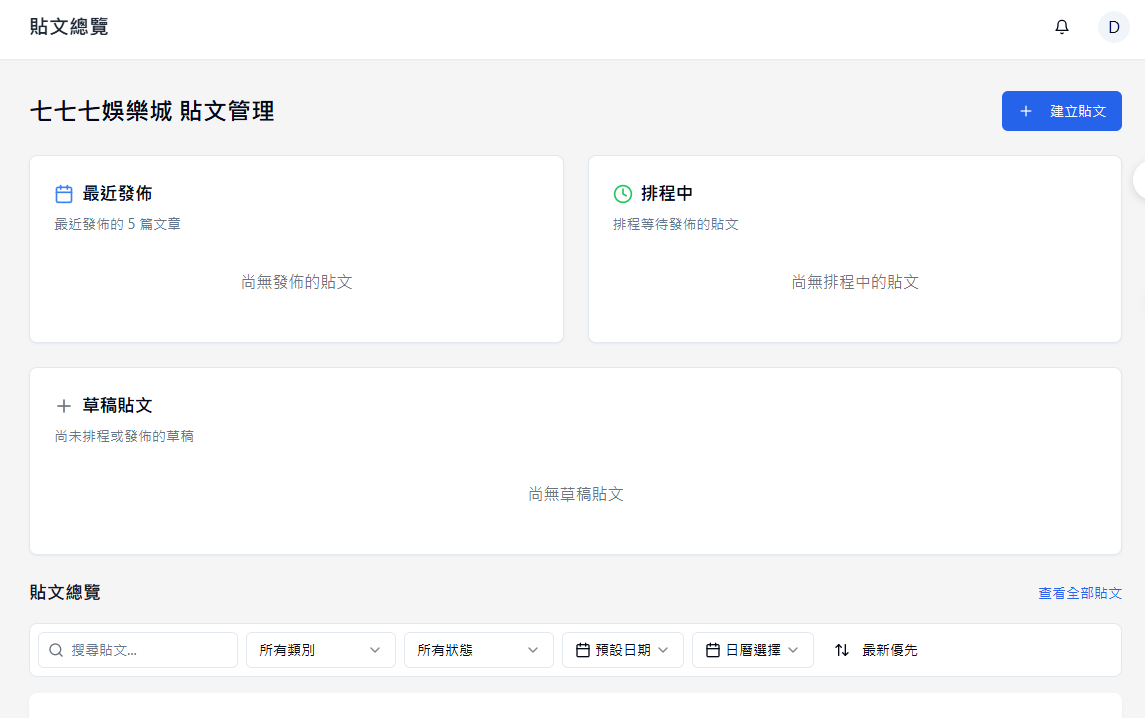 貼文總覽
D
七七七娛樂城 貼文管理
建立貼文
最近發佈
最近發佈的 5 篇文章
尚無發佈的貼文
排程中
排程等待發佈的貼文
尚無排程中的貼文
草稿貼文
尚未排程或發佈的草稿
尚無草稿貼文
貼文總覽
查看全部貼文
搜尋貼文...
所有類別
所有狀態
預設日期
日曆選擇
最新優先